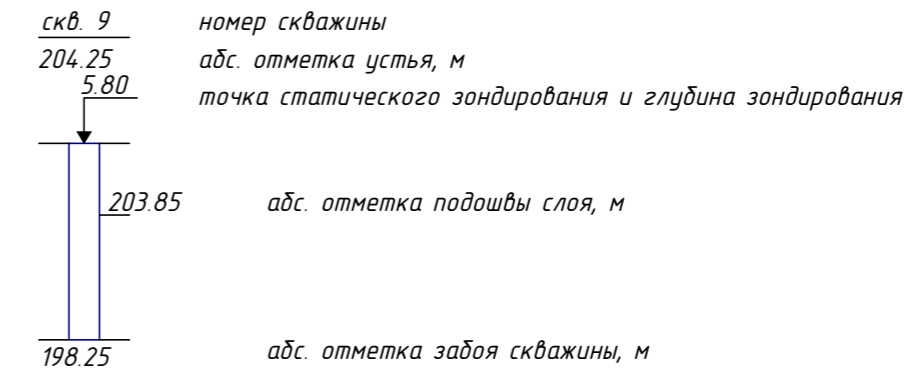 скв. 9 номер скважины
204.25 абс. отметка устья, м
5.80 точка статического зондирования и глубина зондирования
203.85 абс. отметка подошвы слоя, м
198.25 абс. отметка забоя скважины, м